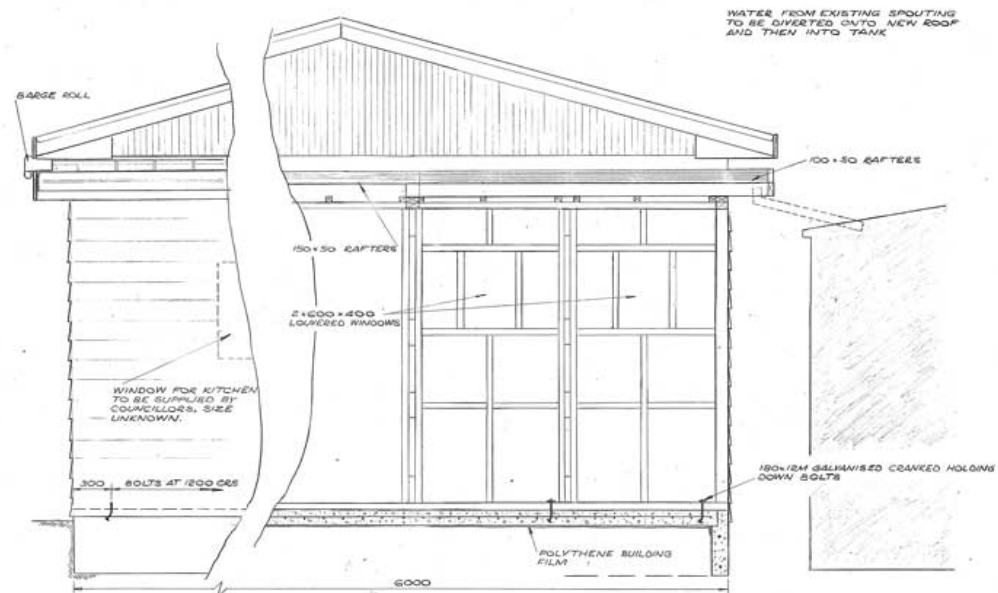 WATER FROM EXISTING SPOUTING
TO BE DIVERTED ONTO NEW ROOF
AND THEN INTO TANK
BARGE ROLL
100 x 50 RAFTERS
150 x 50 RAFTERS
2 x 600 x 400
LOUVERED WINDOWS
WINDOW FOR KITCHEN
TO BE SUPPLIED BY
COUNCILLORS, SIZE
UNKNOWN.
300
BOLTS AT 1200 CRS
180 x 12M GALVANISED CRANKED HOLDING
DOWN BOLTS
POLYTHENE BUILDING
FILM
6000